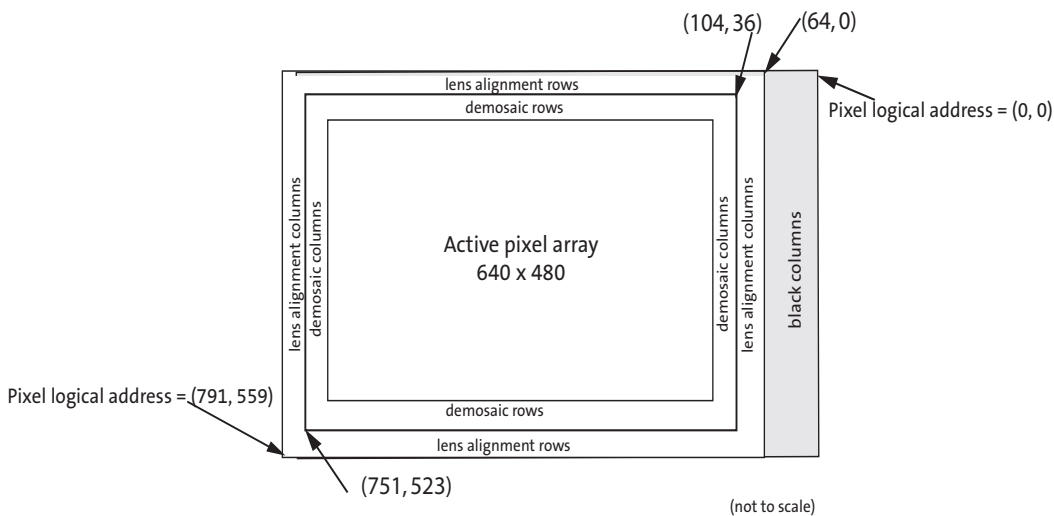 (104, 36)
(64, 0)
lens alignment rows
Pixel logical address = (0, 0)
demosaic rows
lens alignment columns
demosaic columns
Active pixel array
640 x 480
demosaic columns
lens alignment columns
black columns
Pixel logical address = (791, 559)
demosaic rows
lens alignment rows
(751, 523)
(not to scale)